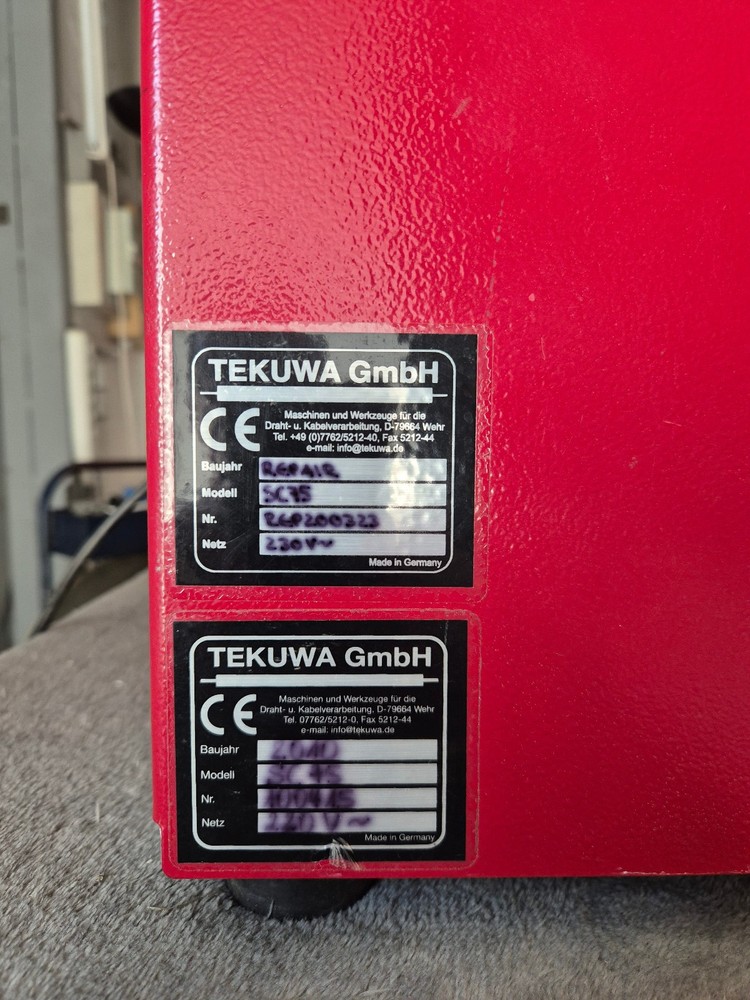 TEKUWA GmbH
CE
Maschinen und Werkzeuge für die
Draht- u. Kabelverarbeitung, D-79664 Wehr
Tel. +49 (0)7762/5212-40, Fax 5212-44
e-mail: info@tekuwa.de
Baujahr REPAIR
Modell SC75
Nr. REP200323
Netz 230V~
Made in Germany
TEKUWA GmbH
CE
Maschinen und Werkzeuge für die
Draht- u. Kabelverarbeitung, D-79664 Wehr
Tel. 07762/5212-0, Fax 5212-44
e-mail: info@tekuwa.de
Baujahr 2010
Modell
Nr.
Netz
Made in Germany